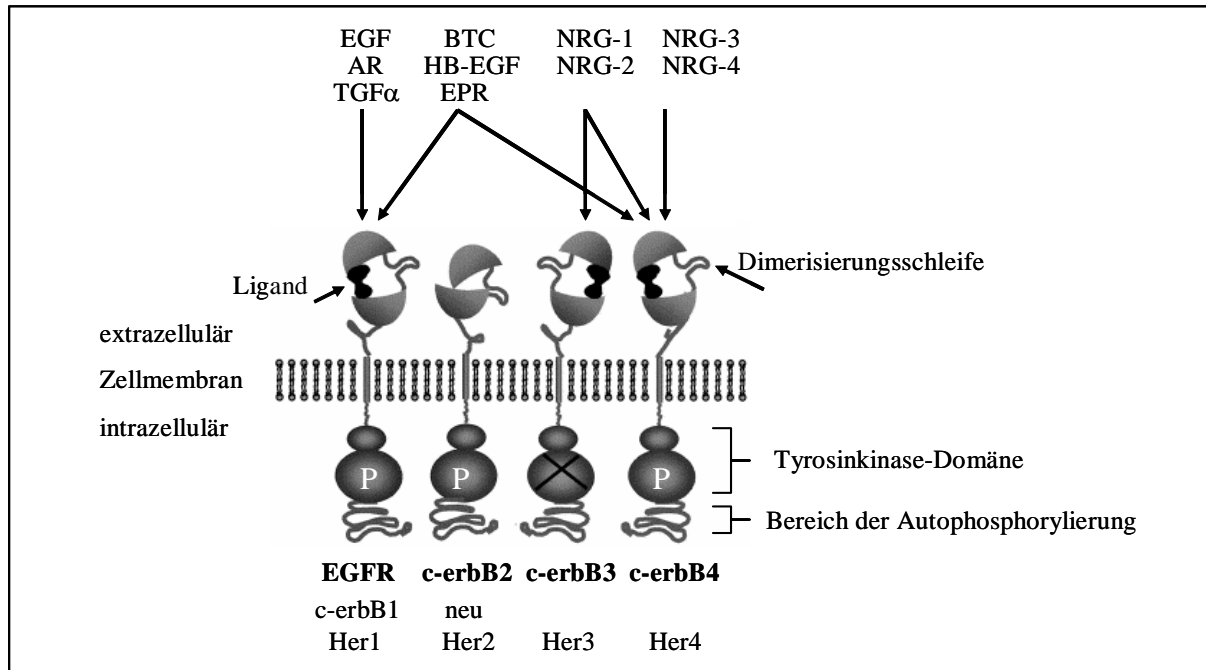 EGF BTC NRG-1 NRG-3
AR HB-EGF NRG-2 NRG-4
TGFα EPR
Dimerisierungsschleife
Ligand
extrazellulär
Zellmembran
intrazellulär
Tyrosinkinase-Domäne
P P P
Bereich der Autophosphorylierung
EGFR c-erbB2 c-erbB3 c-erbB4
c-erbB1 neu
Her1 Her2 Her3 Her4